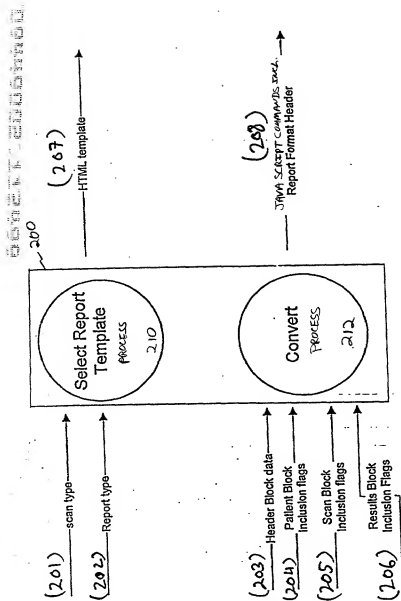 200
(201)
scan type
(202)
Report type
Select Report
Template
PROCESS
210
(207)
HTML template
(203)
Header Block data
(204)
Patient Block
Inclusion flags
(205)
Scan Block
Inclusion flags
(206)
Results Block
Inclusion Flags
Convert
PROCESS
212
(208)
JAVA SCRIPT COMMANDS INCL.
Report Format Header